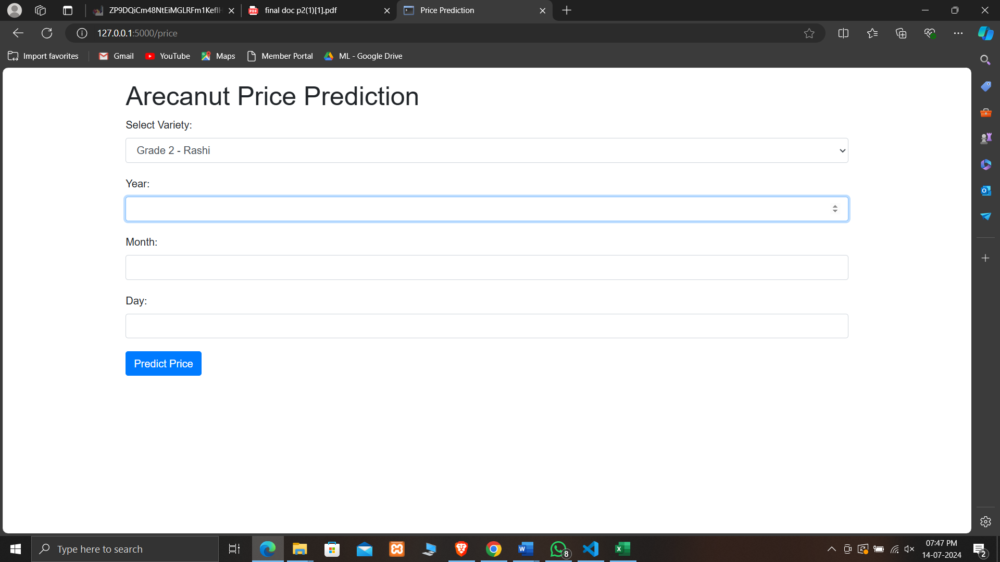 ZP9DQiCm48NtEiMGLRFm1Kefl
final doc p2(1)[1].pdf
Price Prediction
127.0.0.1:5000/price
Import favorites
Gmail
YouTube
Maps
Member Portal
ML - Google Drive
Arecanut Price Prediction
Select Variety:
Grade 2 - Rashi
Year:
Month:
Day:
Predict Price
Type here to search
8
07:47 PM
14-07-2024
2